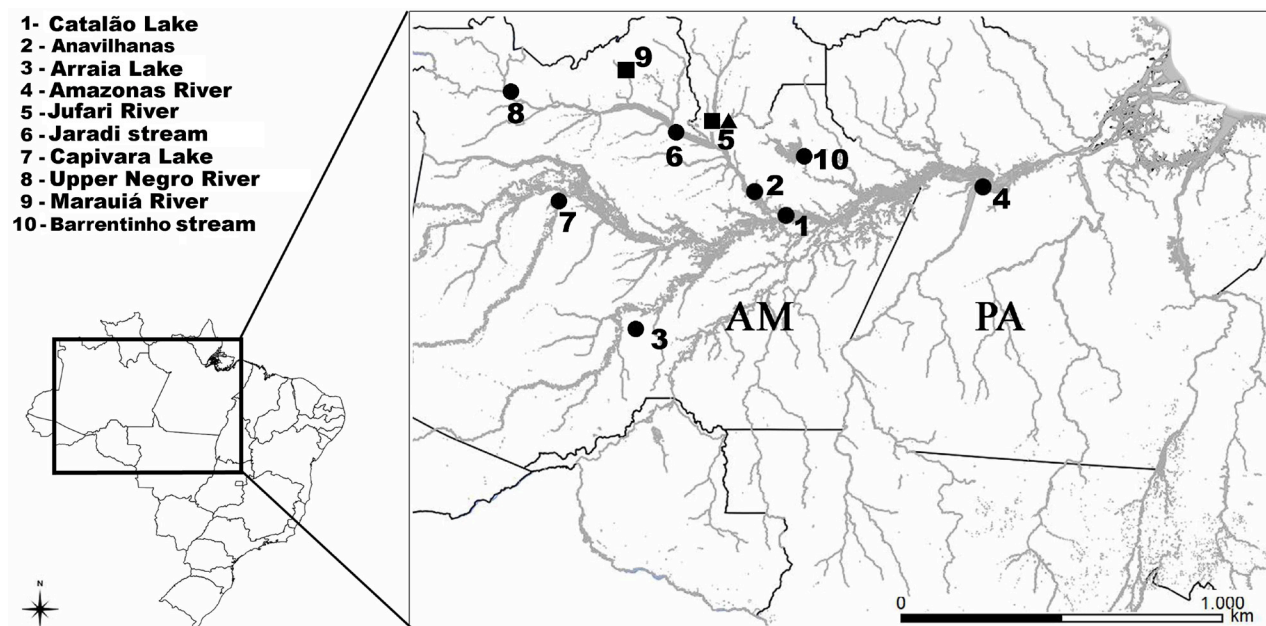 1- Catalão Lake
2 - Anavilhanas
3 - Arraia Lake
4 - Amazonas River
5 - Jufari River
6 - Jaradi stream
7 - Capivara Lake
8 - Upper Negro River
9 - Marauiá River
10 - Barrentinho stream
9
8
5
6
10
2
7
4
1
AM
PA
3
N
0
1.000
km